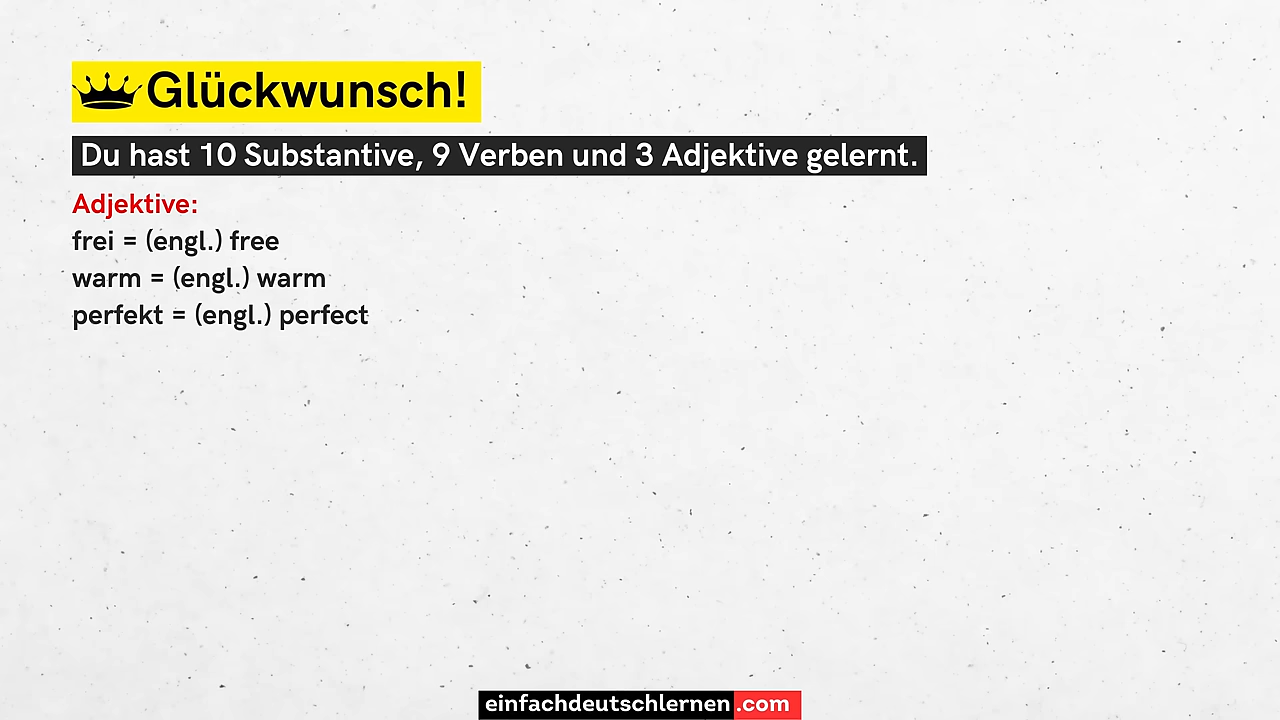 Glückwunsch!
Du hast 10 Substantive, 9 Verben und 3 Adjektive gelernt.
Adjektive:
frei = (engl.) free
warm = (engl.) warm
perfekt = (engl.) perfect
einfachdeutschlernen.com